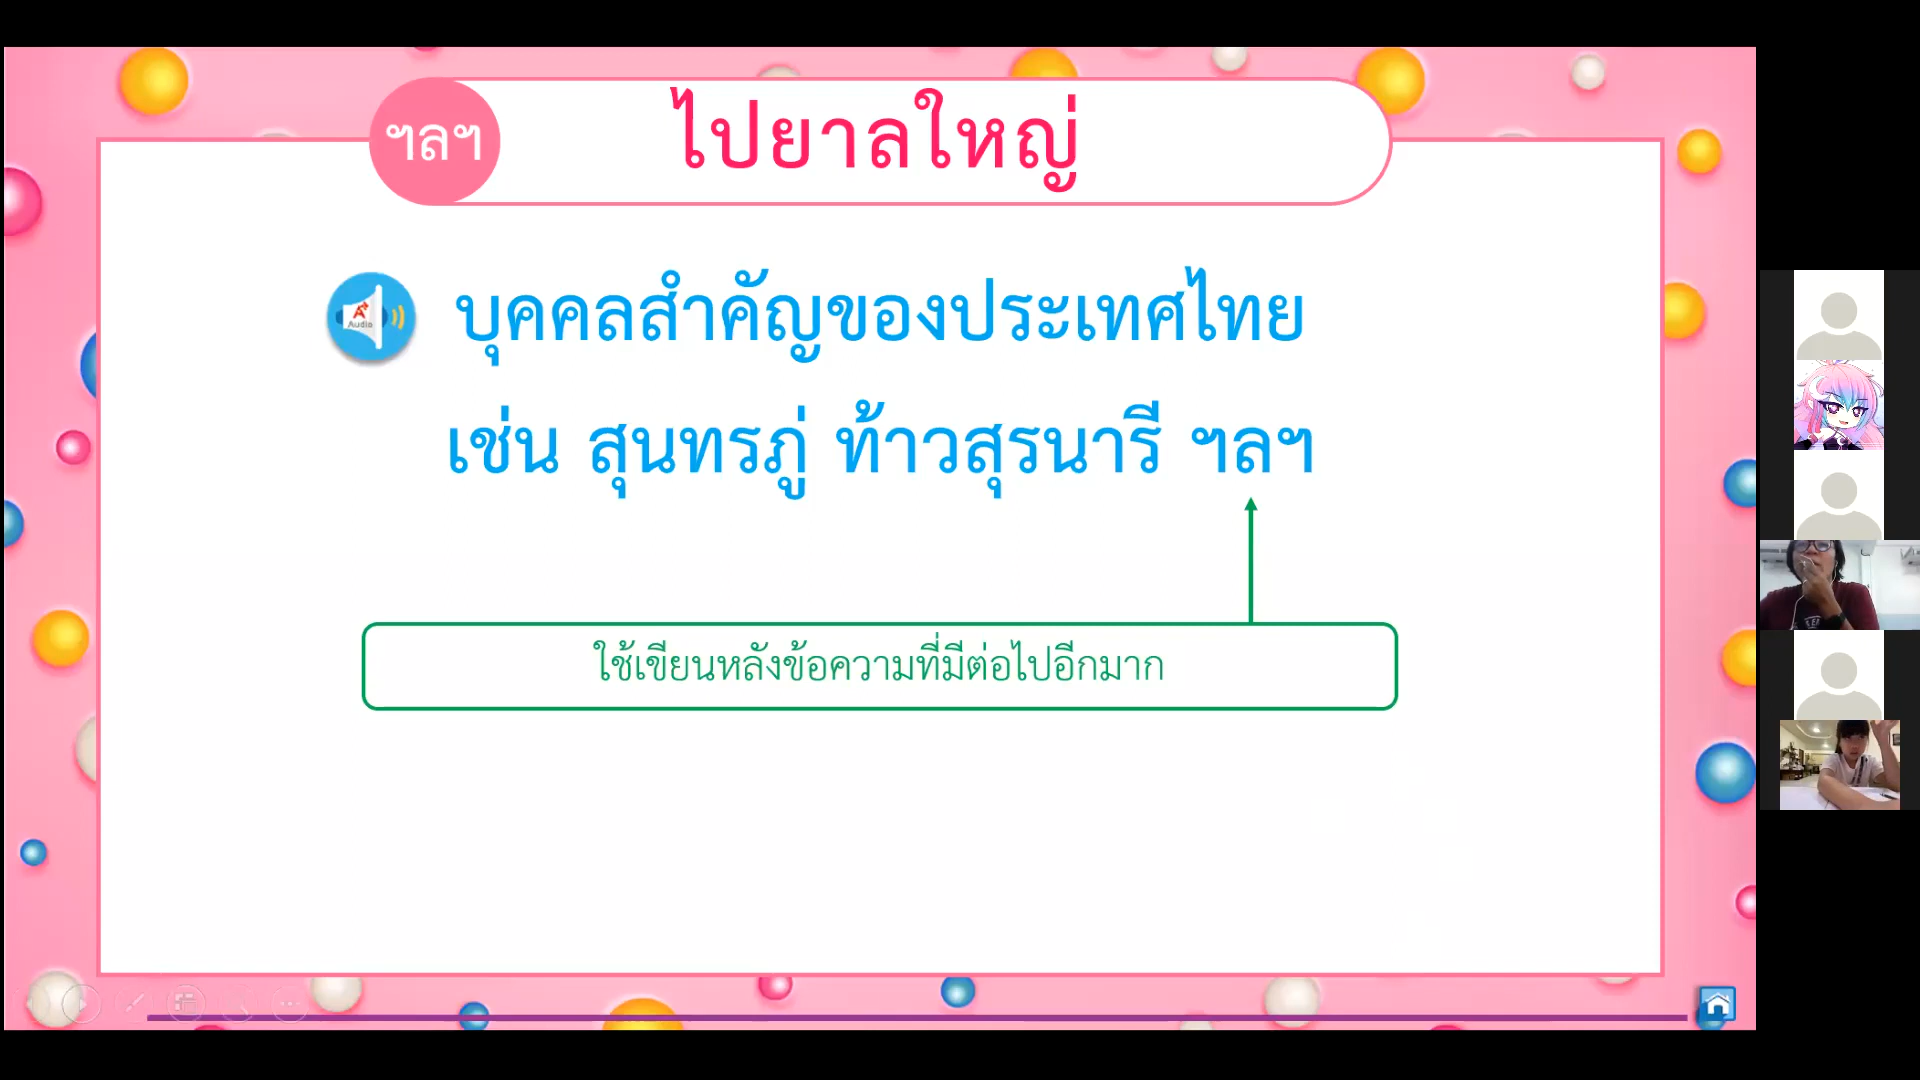 ฯลฯ
ไปยาลใหญ่
A
Audio
บุคคลสำคัญของประเทศไทย
เช่น สุนทรภู่ ท้าวสุรนารี ฯลฯ
ใช้เขียนหลังข้อความที่มีต่อไปอีกมาก